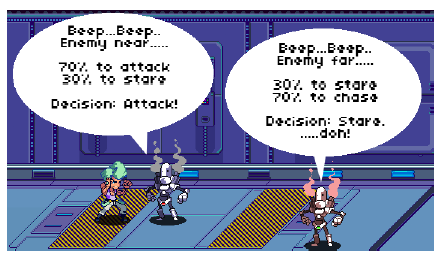 Beep...Beep..
Enemy near.....
70% to attack
30% to stare
Decision: Attack!
Beep...Beep..
Enemy far.....
30% to stare
70% to chase
Decision: Stare.
.....doh!